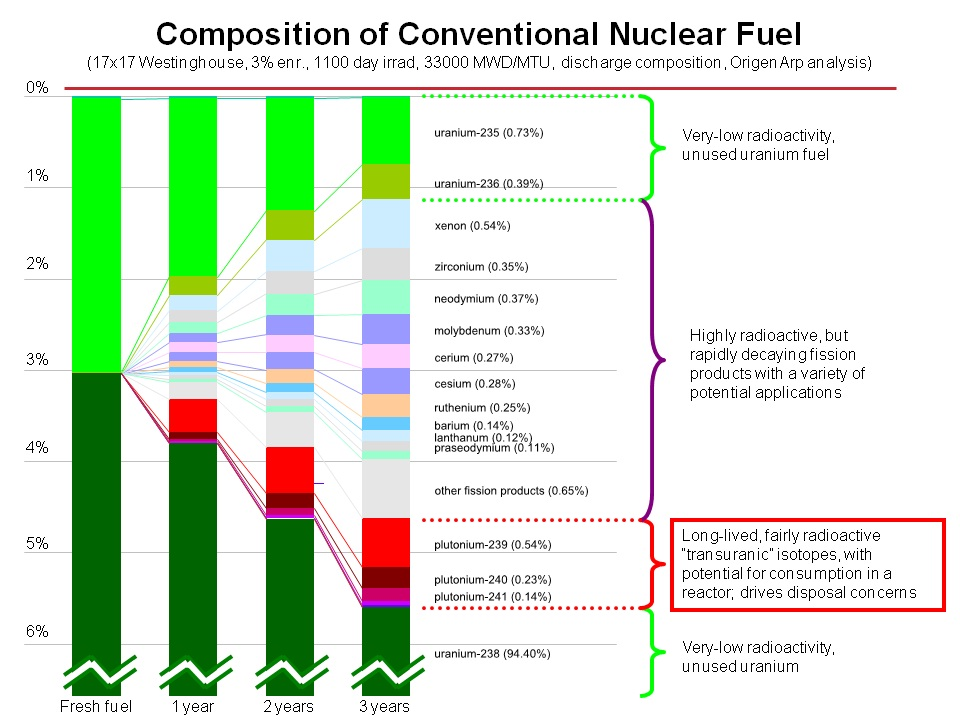 Composition of Conventional Nuclear Fuel
(17x17 Westinghouse, 3% enr., 1100 day irrad, 33000 MWD/MTU, discharge composition, Origen Arp analysis)
0%
1%
2%
3%
4%
5%
6%
uranium-235 (0.73%)
uranium-236 (0.39%)
xenon (0.54%)
zirconium (0.35%)
neodymium (0.37%)
molybdenum (0.33%)
cerium (0.27%)
cesium (0.28%)
ruthenium (0.25%)
barium (0.14%)
lanthanum (0.12%)
praseodymium (0.11%)
other fission products (0.65%)
plutonium-239 (0.54%)
plutonium-240 (0.23%)
plutonium-241 (0.14%)
uranium-238 (94.40%)
Very-low radioactivity,
unused uranium fuel
Highly radioactive, but
rapidly decaying fission
products with a variety of
potential applications
Long-lived, fairly radioactive
“transuranic” isotopes, with
potential for consumption in a
reactor; drives disposal concerns
Very-low radioactivity,
unused uranium
Fresh fuel
1 year
2 years
3 years